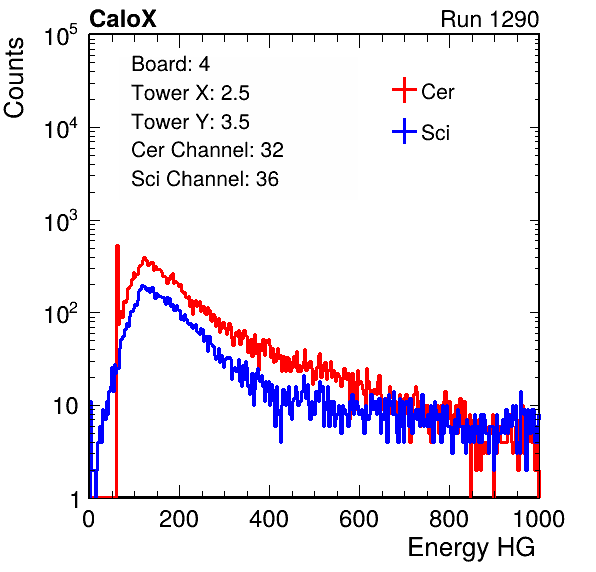 CaloX Run 1290
Counts
10^5
10^4
10^3
10^2
10
1
Board: 4
Tower X: 2.5
Tower Y: 3.5
Cer Channel: 32
Sci Channel: 36
Cer
Sci
0 200 400 600 800 1000
Energy HG